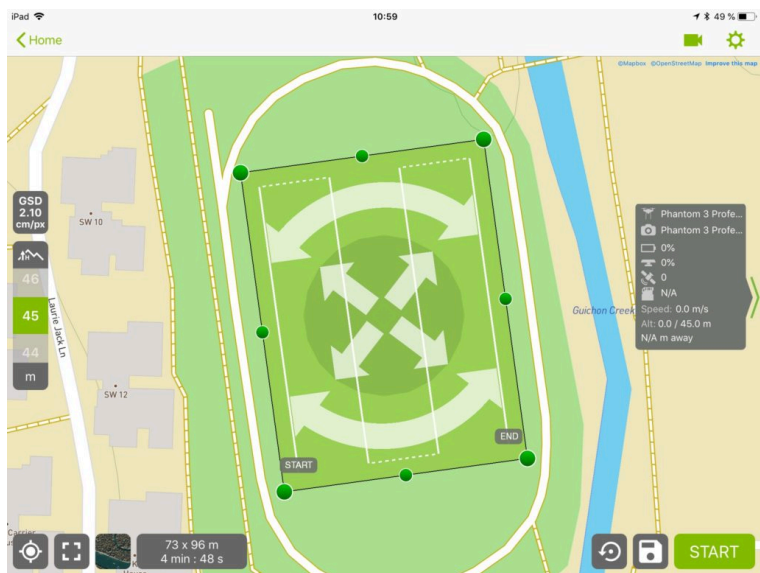 iPad 10:59 49 %
Home
©Mapbox ©OpenStreetMap Improve this map
GSD
2.10
cm/px
SW 10
46
45
44
m
Laurie Jack Ln
SW 12
Guichon Creek
Phantom 3 Profe...
Phantom 3 Profe...
0%
0%
0
N/A
Speed: 0.0 m/s
Alt: 0.0 / 45.0 m
N/A m away
START
END
Carrier
73 x 96 m
4 min : 48 s
START
House